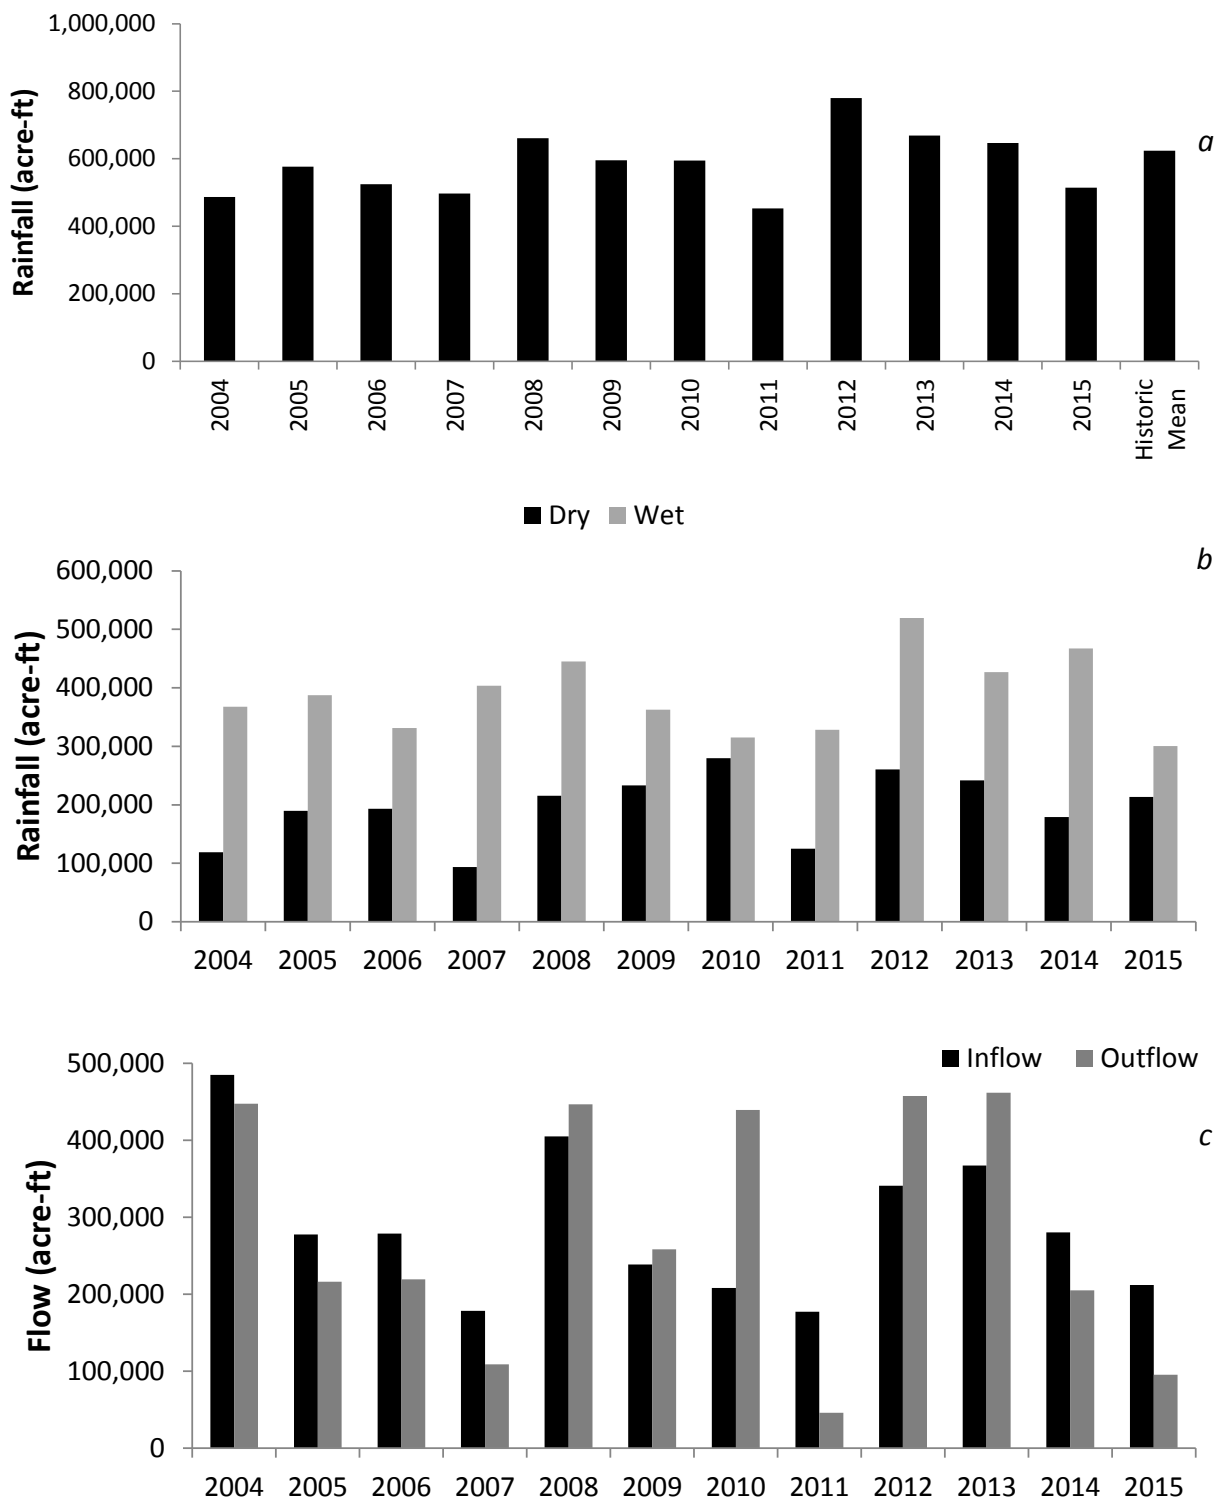 1,000,000
800,000
600,000
400,000
200,000
0
Rainfall (acre-ft)
a
2004
2005
2006
2007
2008
2009
2010
2011
2012
2013
2014
2015
Historic
Mean
Dry Wet
b
600,000
500,000
400,000
300,000
200,000
100,000
0
Rainfall (acre-ft)
2004 2005 2006 2007 2008 2009 2010 2011 2012 2013 2014 2015
Inflow Outflow
c
500,000
400,000
300,000
200,000
100,000
0
Flow (acre-ft)
2004 2005 2006 2007 2008 2009 2010 2011 2012 2013 2014 2015